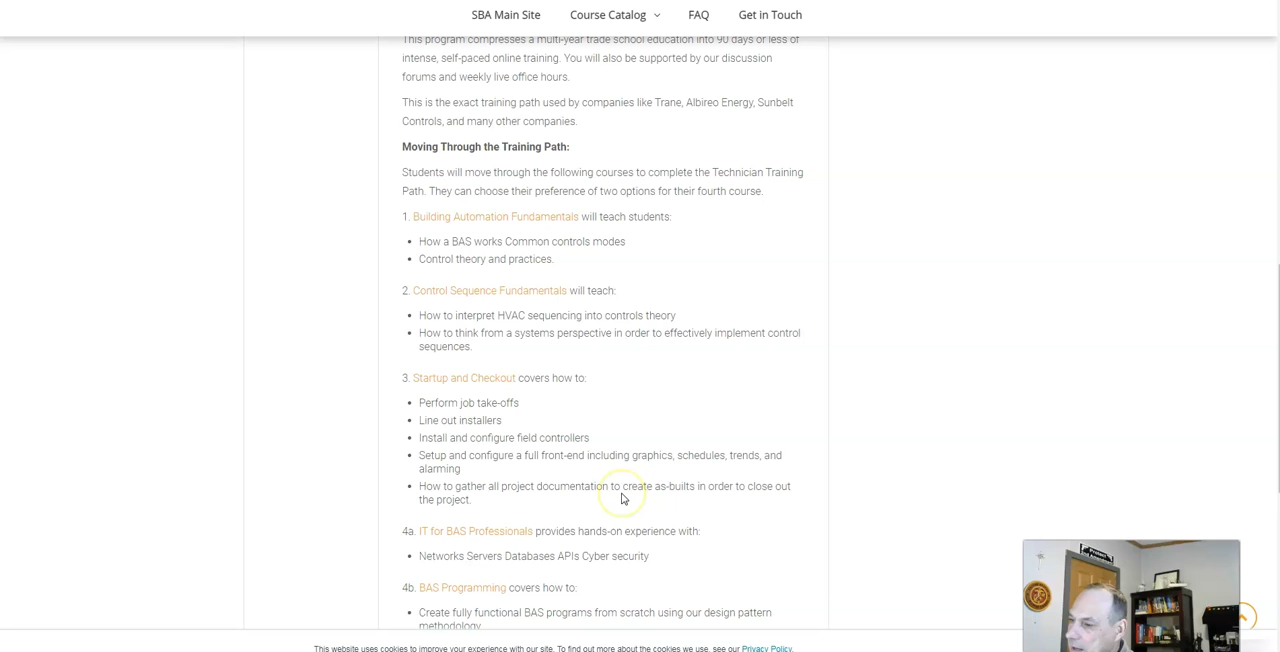 SBA Main Site Course Catalog FAQ Get in Touch
This program compresses a multi-year trade school education into 90 days or less of
intense, self-paced online training. You will also be supported by our discussion
forums and weekly live office hours.
This is the exact training path used by companies like Trane, Albireo Energy, Sunbelt
Controls, and many other companies.
Moving Through the Training Path:
Students will move through the following courses to complete the Technician Training
Path. They can choose their preference of two options for their fourth course.
1. Building Automation Fundamentals will teach students:
• How a BAS works Common controls modes
• Control theory and practices.
2. Control Sequence Fundamentals will teach:
• How to interpret HVAC sequencing into controls theory
• How to think from a systems perspective in order to effectively implement control
sequences.
3. Startup and Checkout covers how to:
• Perform job take-offs
• Line out installers
• Install and configure field controllers
• Setup and configure a full front-end including graphics, schedules, trends, and
alarming
• How to gather all project documentation to create as-builts in order to close out
the project.
4a. IT for BAS Professionals provides hands-on experience with:
• Networks Servers Databases APIs Cyber security
4b. BAS Programming covers how to:
• Create fully functional BAS programs from scratch using our design pattern
methodology
This website uses cookies to improve your experience with our site. To find out more about the cookies we use, see our Privacy Policy.
Protect